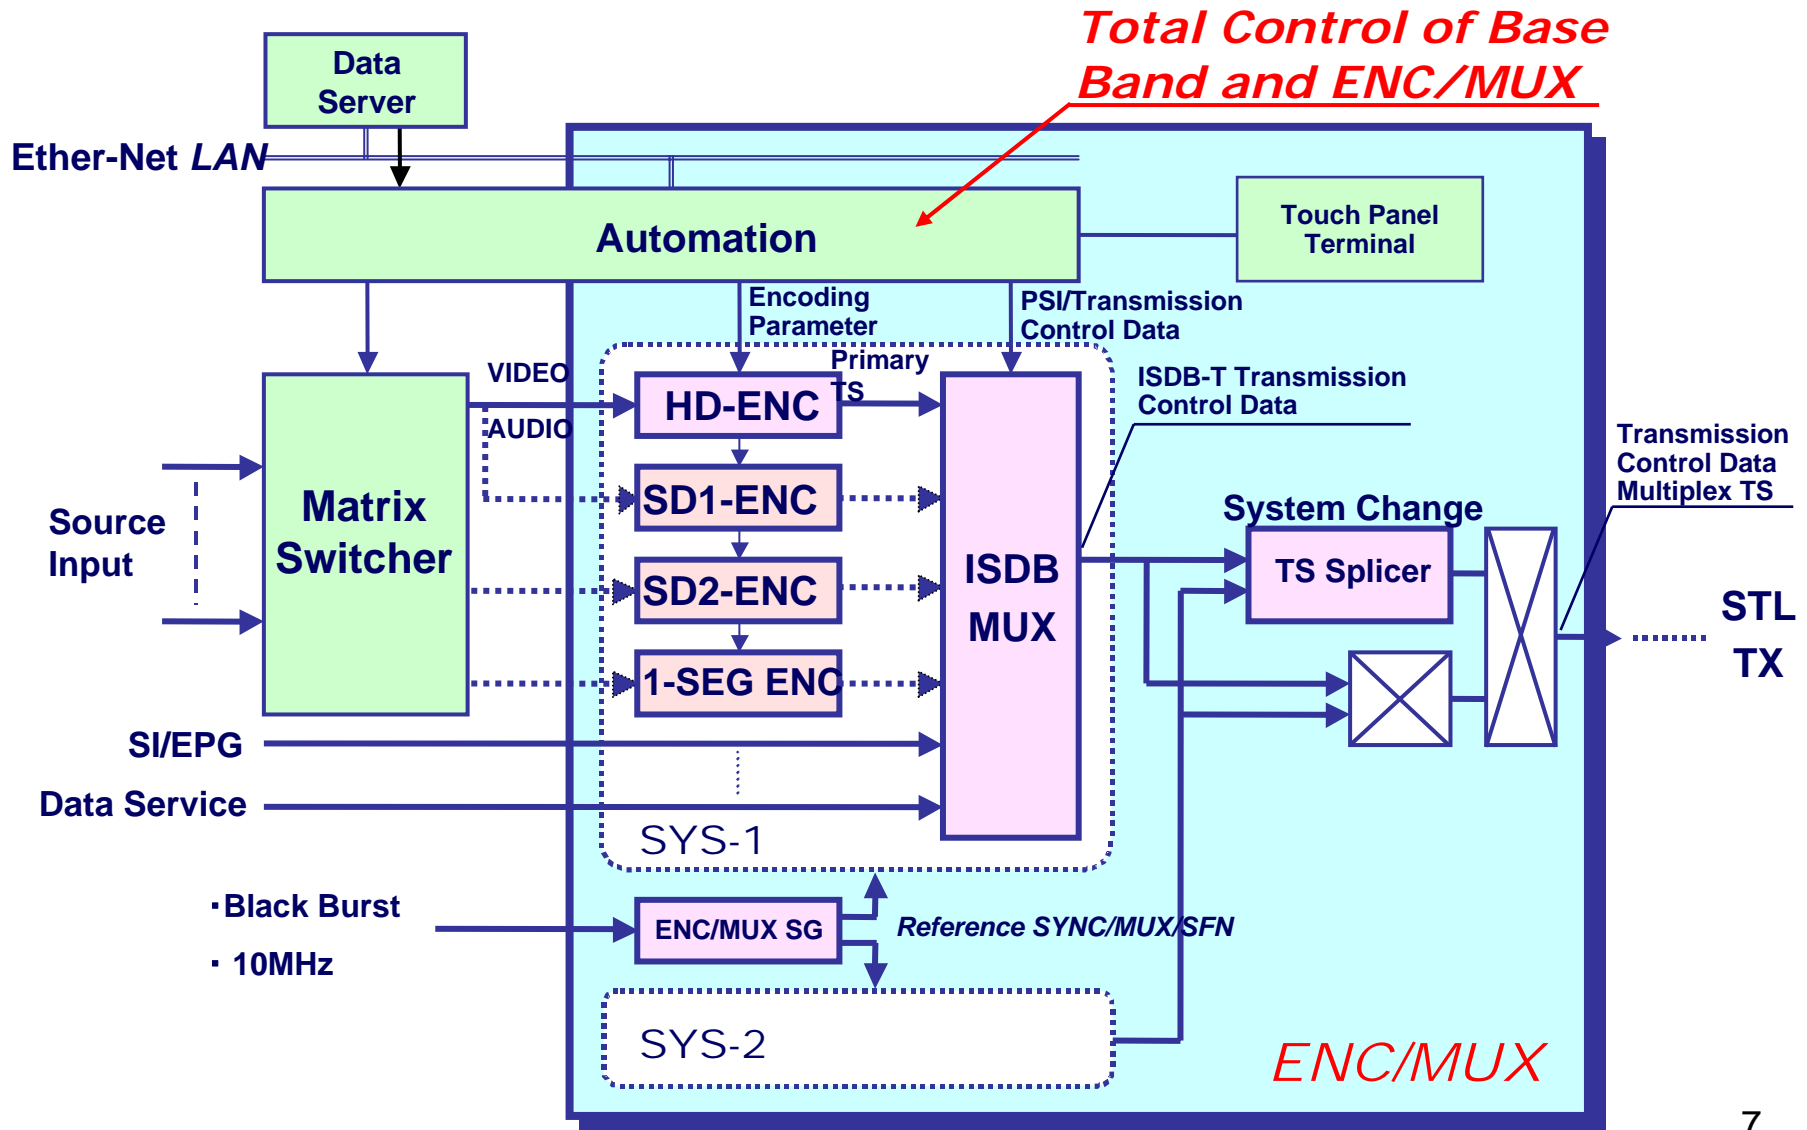 Total Control of Base
Band and ENC/MUX
Data
Server
Ether-Net LAN
Automation
Touch Panel
Terminal
Encoding
Parameter
PSI/Transmission
Control Data
Primary
TS
VIDEO
AUDIO
HD-ENC
ISDB-T Transmission
Control Data
Transmission
Control Data
Multiplex TS
Matrix
Switcher
SD1-ENC
System Change
Source
Input
SD2-ENC
ISDB
MUX
TS Splicer
STL
TX
1-SEG ENC
SI/EPG
Data Service
SYS-1
・Black Burst
・10MHz
ENC/MUX SG
Reference SYNC/MUX/SFN
SYS-2
ENC/MUX
7